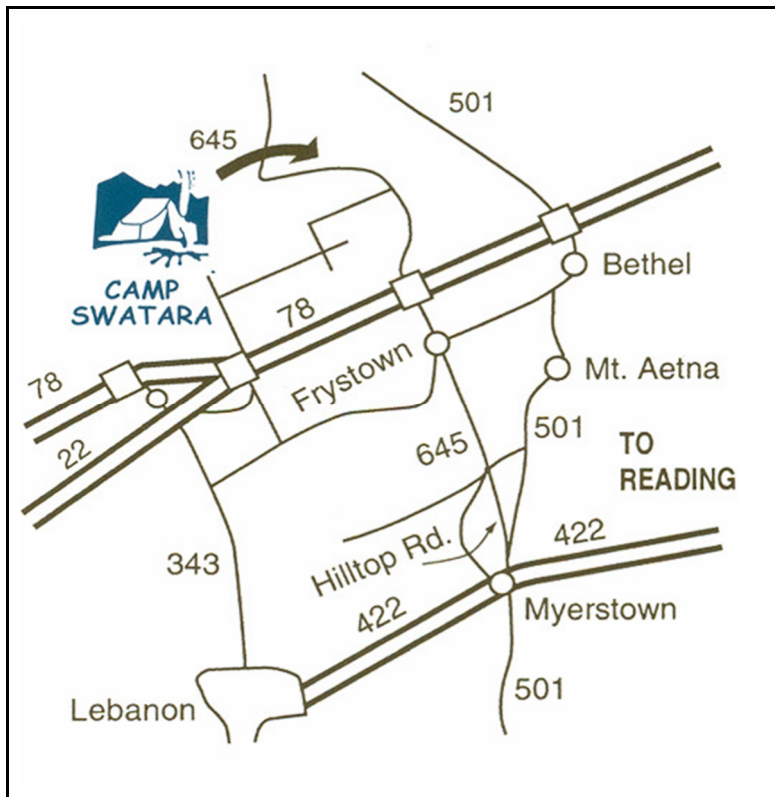 501
645
Bethel
CAMP
SWATARA
78
Frystown
Mt. Aetna
78
22
645
501
TO
READING
343
Hilltop Rd.
422
422
Myerstown
Lebanon
501